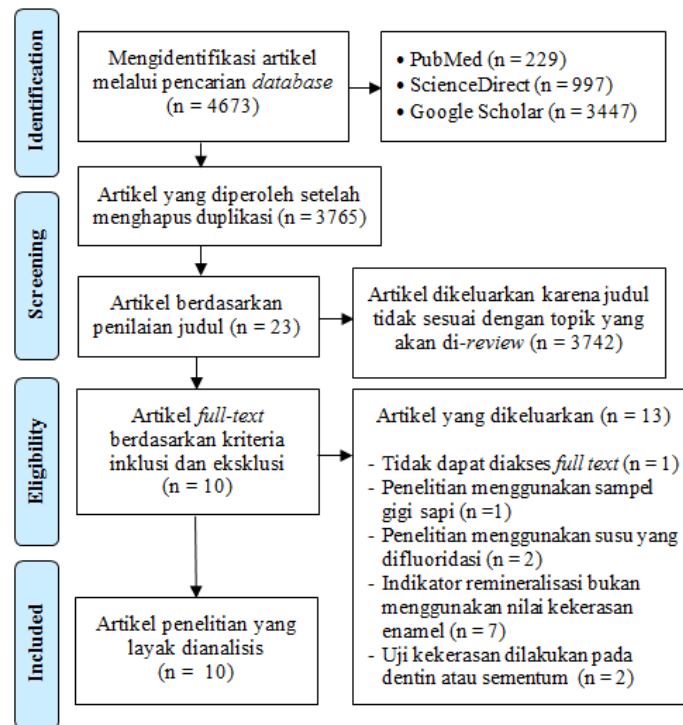 Identification
Mengidentifikasi artikel
melalui pencarian database
(n = 4673)
• PubMed (n = 229)
• ScienceDirect (n = 997)
• Google Scholar (n = 3447)
Screening
Artikel yang diperoleh setelah
menghapus duplikasi (n = 3765)
Artikel berdasarkan
penilaian judul (n = 23)
Artikel dikeluarkan karena judul
tidak sesuai dengan topik yang
akan di-review (n = 3742)
Eligibility
Artikel full-text
berdasarkan kriteria
inklusi dan eksklusi
(n = 10)
Artikel yang dikeluarkan (n = 13)
- Tidak dapat diakses full text (n = 1)
- Penelitian menggunakan sampel
gigi sapi (n =1)
- Penelitian menggunakan susu yang
difluoridasi (n = 2)
- Indikator remineralisasi bukan
menggunakan nilai kekerasan
enamel (n = 7)
- Uji kekerasan dilakukan pada
dentin atau sementum (n = 2)
Included
Artikel penelitian yang
layak dianalisis
(n = 10)